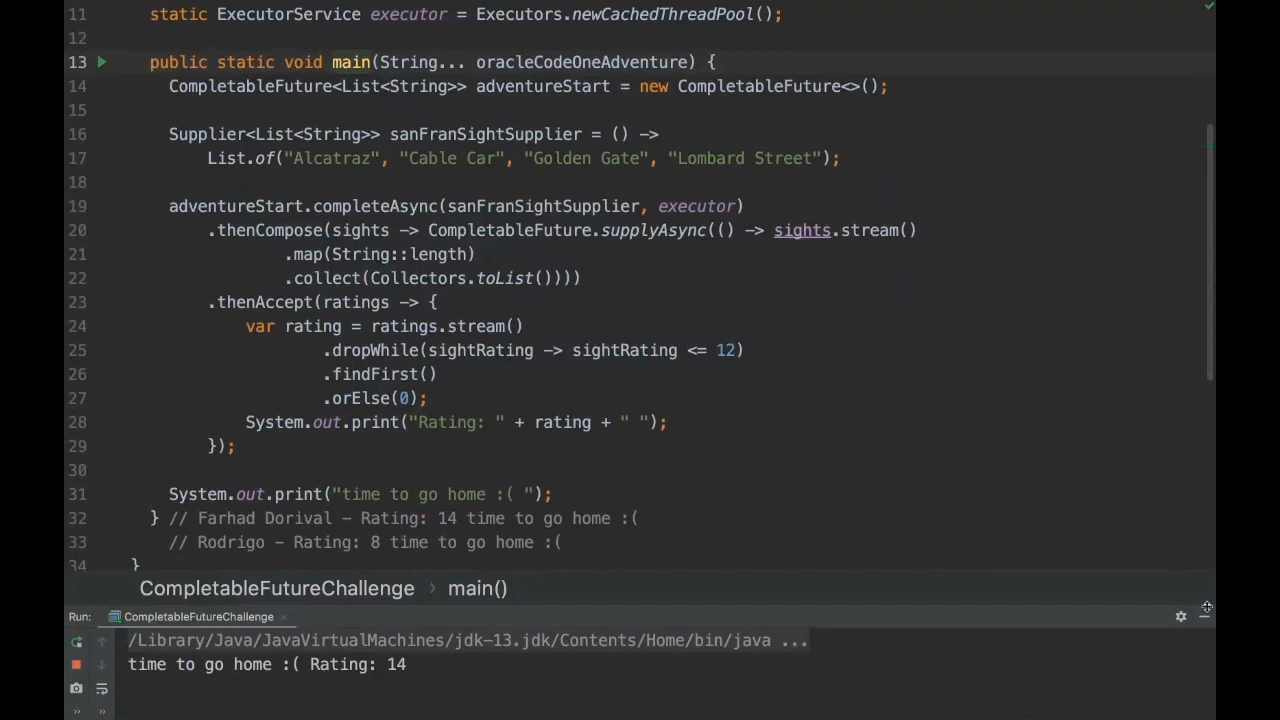 11 static ExecutorService executor = Executors.newCachedThreadPool();
12
13 public static void main(String... oracleCodeOneAdventure) {
14 CompletableFuture<List<String>> adventureStart = new CompletableFuture<>();
15
16 Supplier<List<String>> sanFranSightSupplier = () ->
17 List.of("Alcatraz", "Cable Car", "Golden Gate", "Lombard Street");
18
19 adventureStart.completeAsync(sanFranSightSupplier, executor)
20 .thenCompose(sights -> CompletableFuture.supplyAsync(() -> sights.stream()
21 .map(String::length)
22 .collect(Collectors.toList())))
23 .thenAccept(ratings -> {
24 var rating = ratings.stream()
25 .dropWhile(sightRating -> sightRating <= 12)
26 .findFirst()
27 .orElse(0);
28 System.out.print("Rating: " + rating + " ");
29 });
30
31 System.out.print("time to go home :( ");
32 } // Farhad Dorival - Rating: 14 time to go home :(
33 // Rodrigo - Rating: 8 time to go home :(
34 }
CompletableFutureChallenge > main()
Run: CompletableFutureChallenge ×
/Library/Java/JavaVirtualMachines/jdk-13.jdk/Contents/Home/bin/java ...
time to go home :( Rating: 14